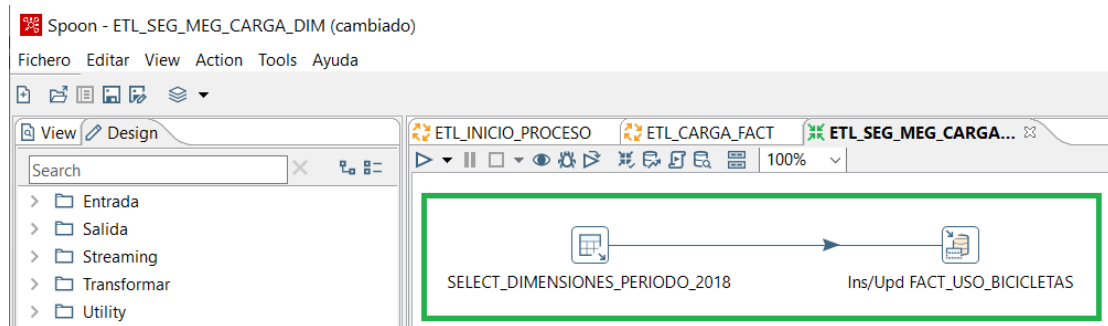 Spoon - ETL_SEG_MEG_CARGA_DIM (cambiado)
Fichero Editar View Action Tools Ayuda
View Design
ETL_INICIO_PROCESO ETL_CARGA_FACT ETL_SEG_MEG_CARGA...
Search
100%
Entrada
Salida
Streaming
Transformar
Utility
SELECT_DIMENSIONES_PERIODO_2018 Ins/Upd FACT_USO_BICICLETAS